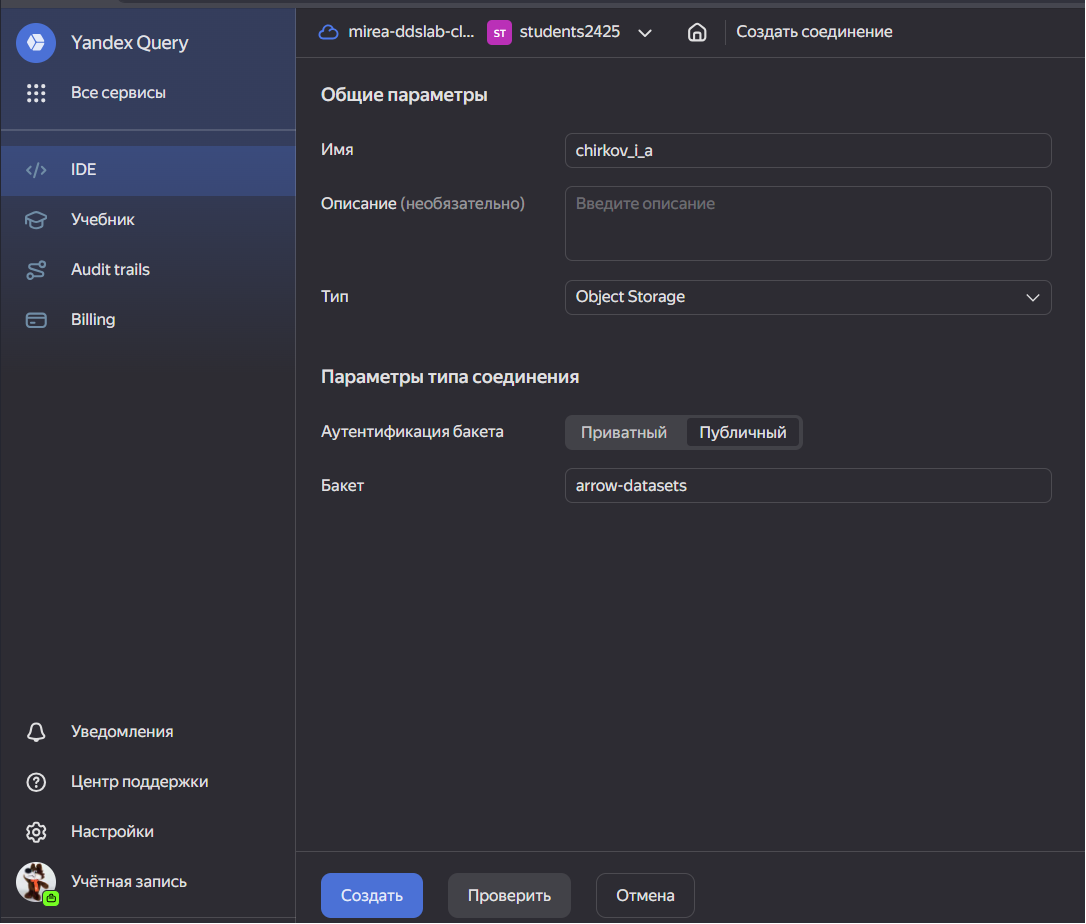 Yandex Query
Все сервисы
IDE
Учебник
Audit trails
Billing
Уведомления
Центр поддержки
Настройки
Учётная запись
mirea-ddslab-cl... ST students2425 Создать соединение
Общие параметры
Имя chirkov_i_a
Описание (необязательно) Введите описание
Тип Object Storage
Параметры типа соединения
Аутентификация бакета Приватный Публичный
Бакет arrow-datasets
Создать Проверить Отмена